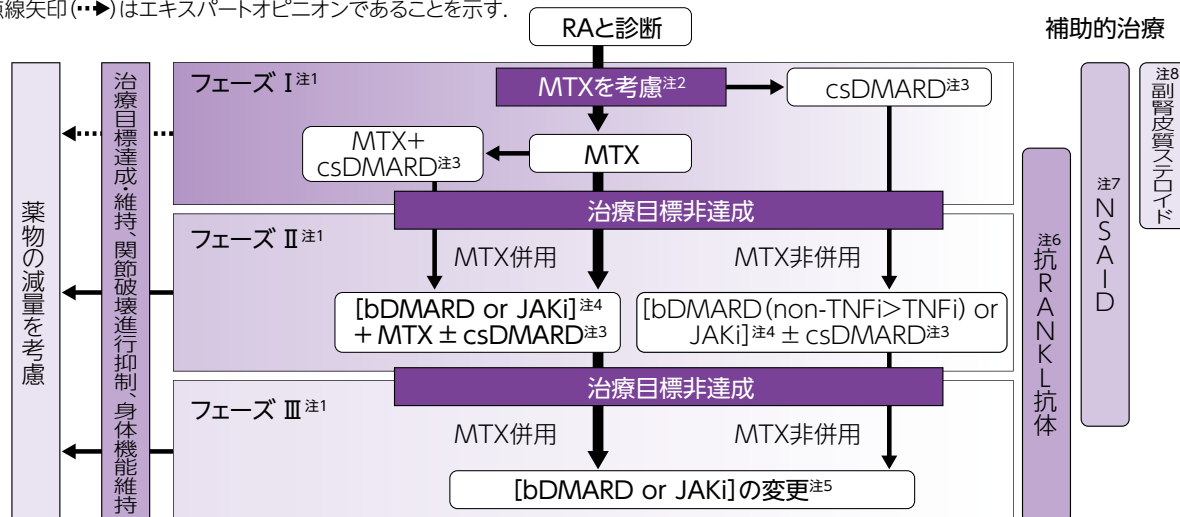 点線矢印(┅▶)はエキスパートオピニオンであることを示す.
RAと診断
補助的治療
フェーズ Ⅰ注1
MTXを考慮注2
csDMARD注3
MTX+
csDMARD注3
MTX
治療目標非達成
フェーズ Ⅱ注1
MTX併用
MTX非併用
[bDMARD or JAKi]注4
+MTX±csDMARD注3
[bDMARD(non-TNFi>TNFi) or
JAKi]注4±csDMARD注3
治療目標非達成
フェーズ Ⅲ注1
MTX併用
MTX非併用
[bDMARD or JAKi]の変更注5
薬物の減量を考慮
治療目標達成・維持、関節破壊進行抑制、身体機能維持
注6抗RANKL抗体
注7NSAID
注8副腎皮質ステロイド